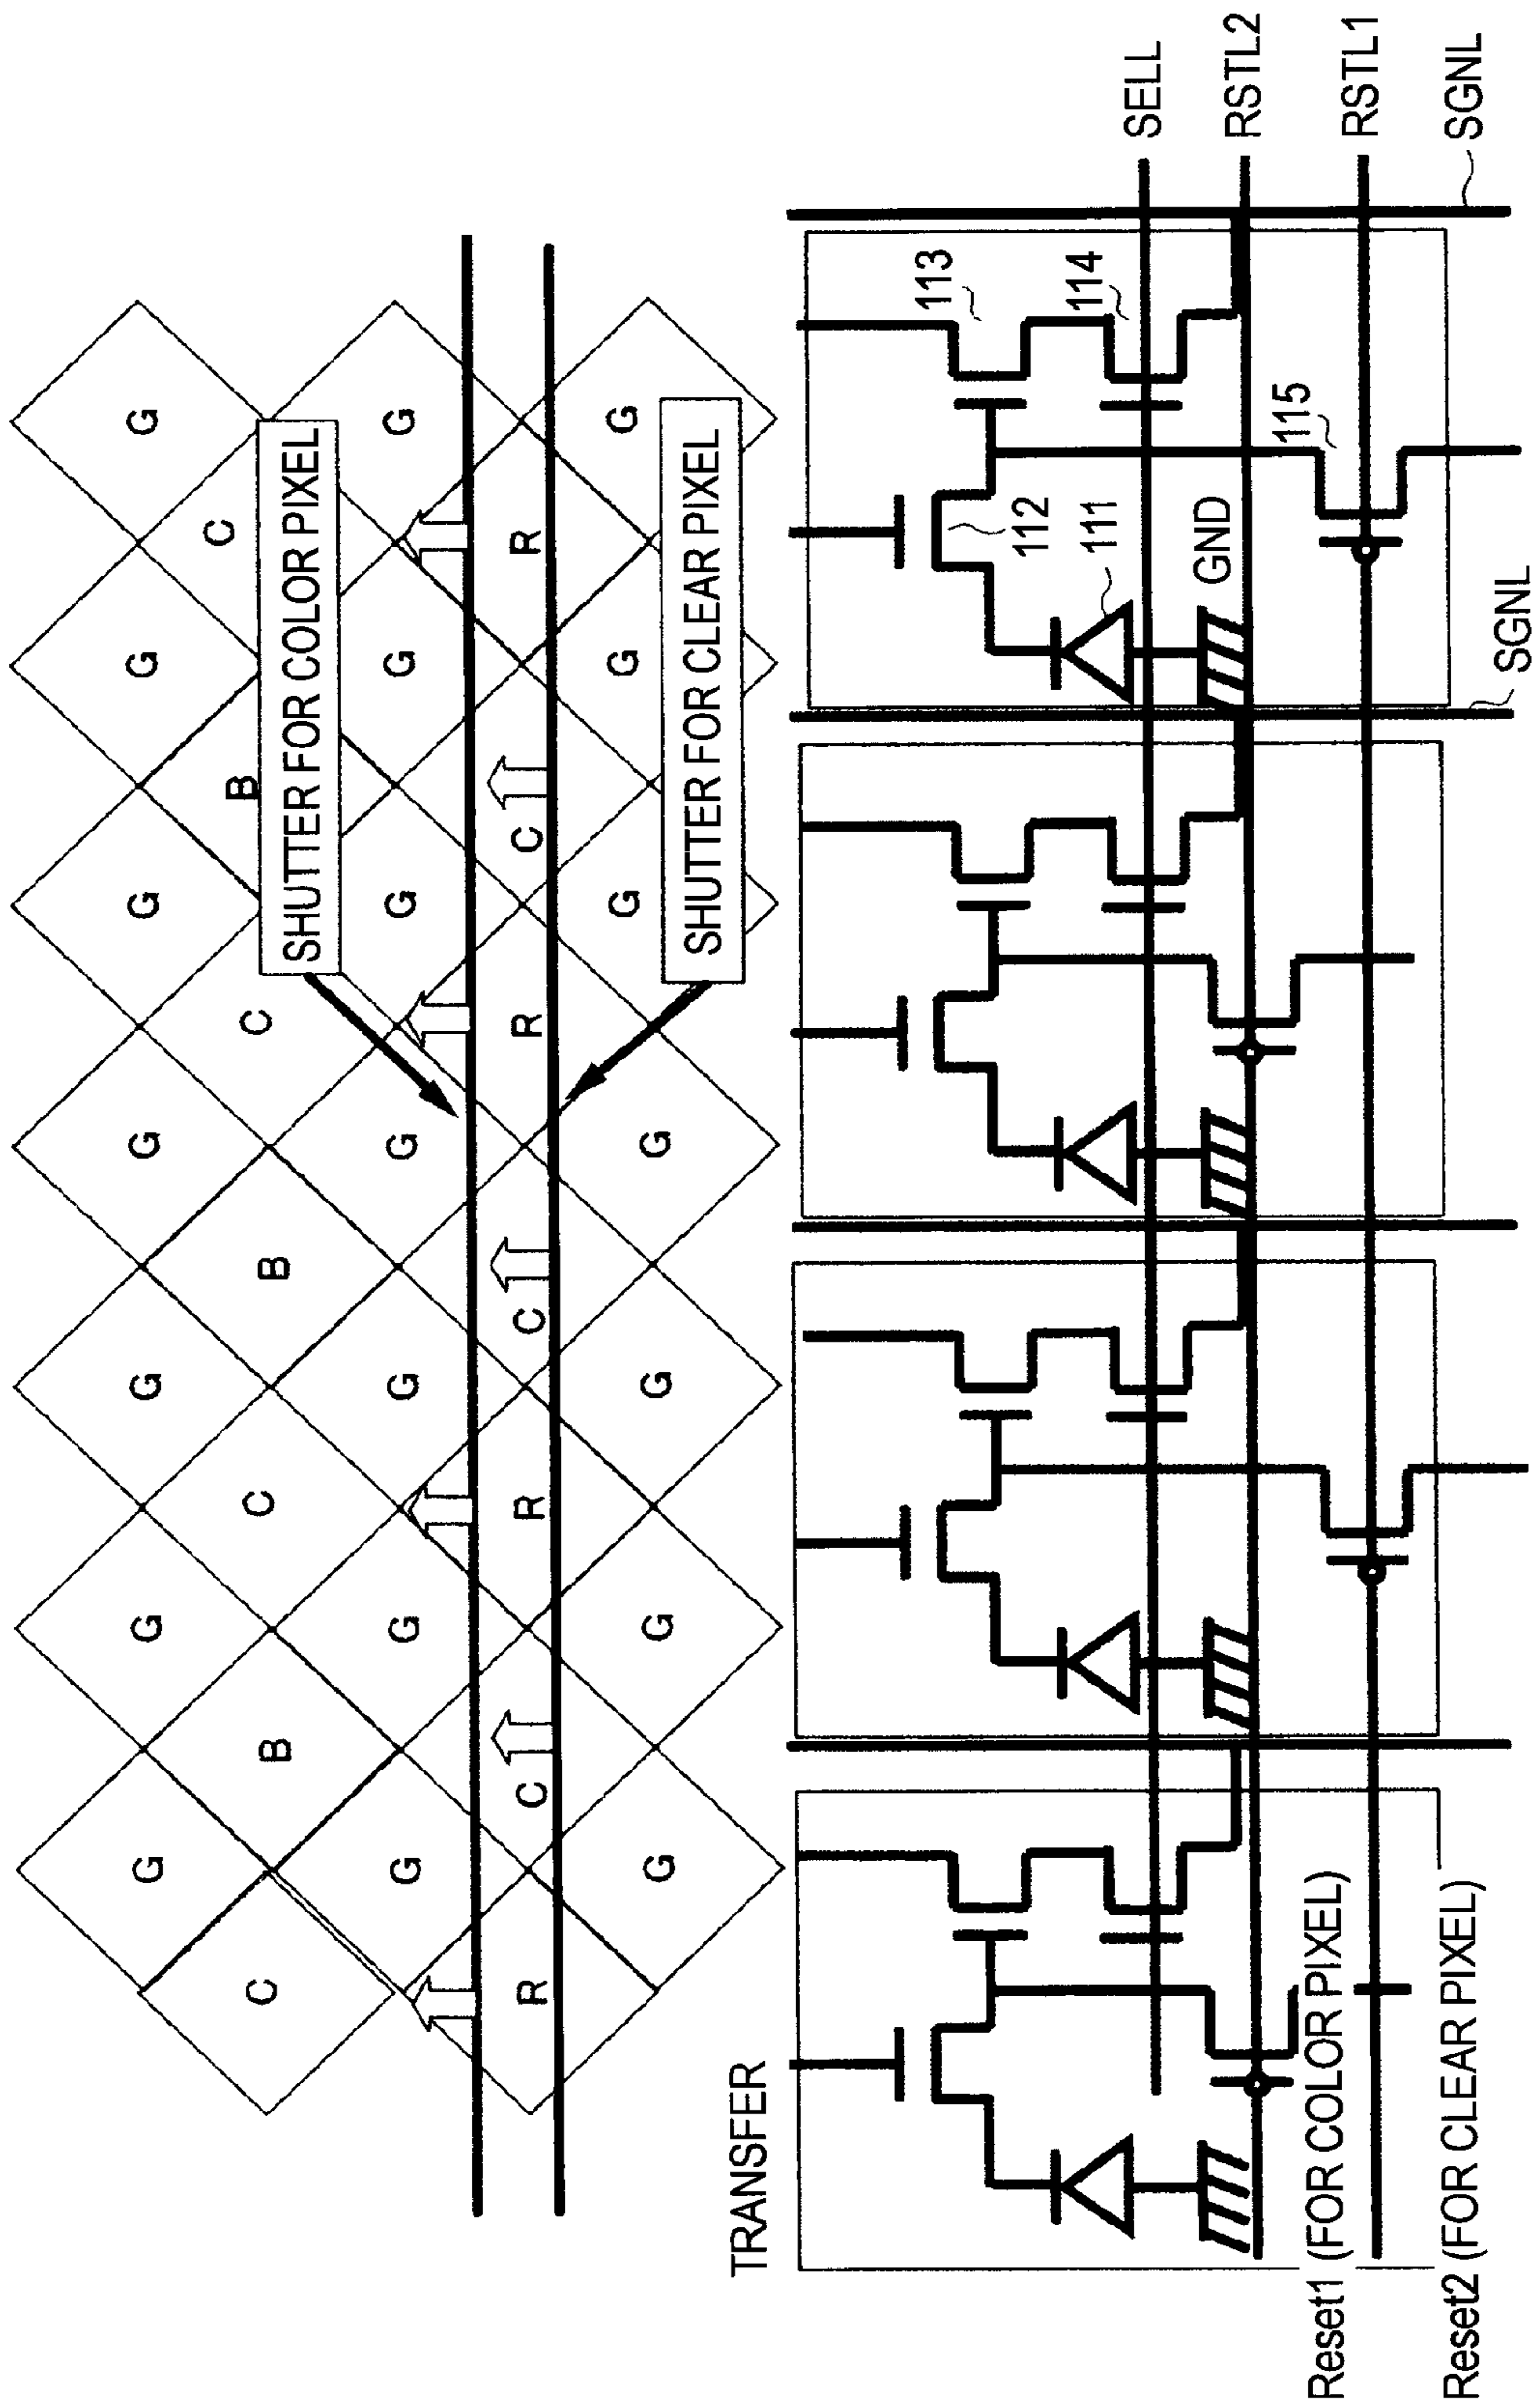 G G G G G G G
C B C B C B C
SHUTTER FOR COLOR PIXEL
G G G G G G G
R C R C R C R
G G G G G G G
SHUTTER FOR CLEAR PIXEL
TRANSFER
113
112
114
111
SELL
GND
RSTL2
115
Reset1 (FOR COLOR PIXEL)
RSTL1
Reset2 (FOR CLEAR PIXEL)
SGNL
SGNL